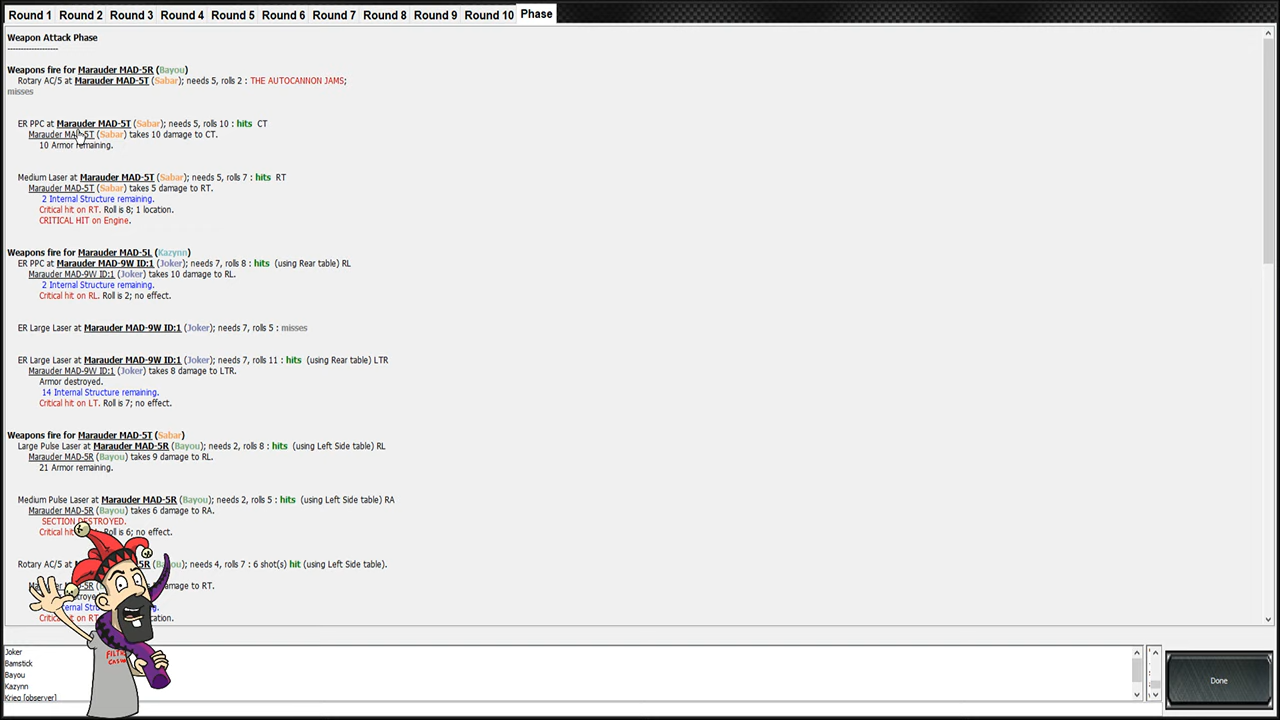 Round 1 Round 2 Round 3 Round 4 Round 5 Round 6 Round 7 Round 8 Round 9 Round 10 Phase
Weapon Attack Phase
-------------------
Weapons fire for Marauder MAD-5R (Bayou)
Rotary AC/5 at Marauder MAD-5T (Sabar); needs 5, rolls 2 : THE AUTOCANNON JAMS;
misses
ER PPC at Marauder MAD-5T (Sabar); needs 5, rolls 10 : hits CT
Marauder MAD-5T (Sabar) takes 10 damage to CT.
10 Armor remaining.
Medium Laser at Marauder MAD-5T (Sabar); needs 5, rolls 7 : hits RT
Marauder MAD-5T (Sabar) takes 5 damage to RT.
2 Internal Structure remaining.
Critical hit on RT. Roll is 8; 1 location.
CRITICAL HIT on Engine.
Weapons fire for Marauder MAD-5L (Kazynn)
ER PPC at Marauder MAD-9W ID:1 (Joker); needs 7, rolls 8 : hits (using Rear table) RL
Marauder MAD-9W ID:1 (Joker) takes 10 damage to RL.
2 Internal Structure remaining.
Critical hit on RL. Roll is 2; no effect.
ER Large Laser at Marauder MAD-9W ID:1 (Joker); needs 7, rolls 5 : misses
ER Large Laser at Marauder MAD-9W ID:1 (Joker); needs 7, rolls 11 : hits (using Rear table) LTR
Marauder MAD-9W ID:1 (Joker) takes 8 damage to LTR.
Armor destroyed.
14 Internal Structure remaining.
Critical hit on LT. Roll is 7; no effect.
Weapons fire for Marauder MAD-5T (Sabar)
Large Pulse Laser at Marauder MAD-5R (Bayou); needs 2, rolls 8 : hits (using Left Side table) RL
Marauder MAD-5R (Bayou) takes 9 damage to RL.
21 Armor remaining.
Medium Pulse Laser at Marauder MAD-5R (Bayou); needs 2, rolls 5 : hits (using Left Side table) RA
Marauder MAD-5R (Bayou) takes 6 damage to RA.
SECTION DESTROYED.
Critical hit Roll is 6; no effect.
Rotary AC/5 at needs 4, rolls 7 : 6 shot(s) hit (using Left Side table).
damage to RT.
Critical hit on RT
Joker
Bamstick
Bayou
Kazynn
Krieg [observer]
Done